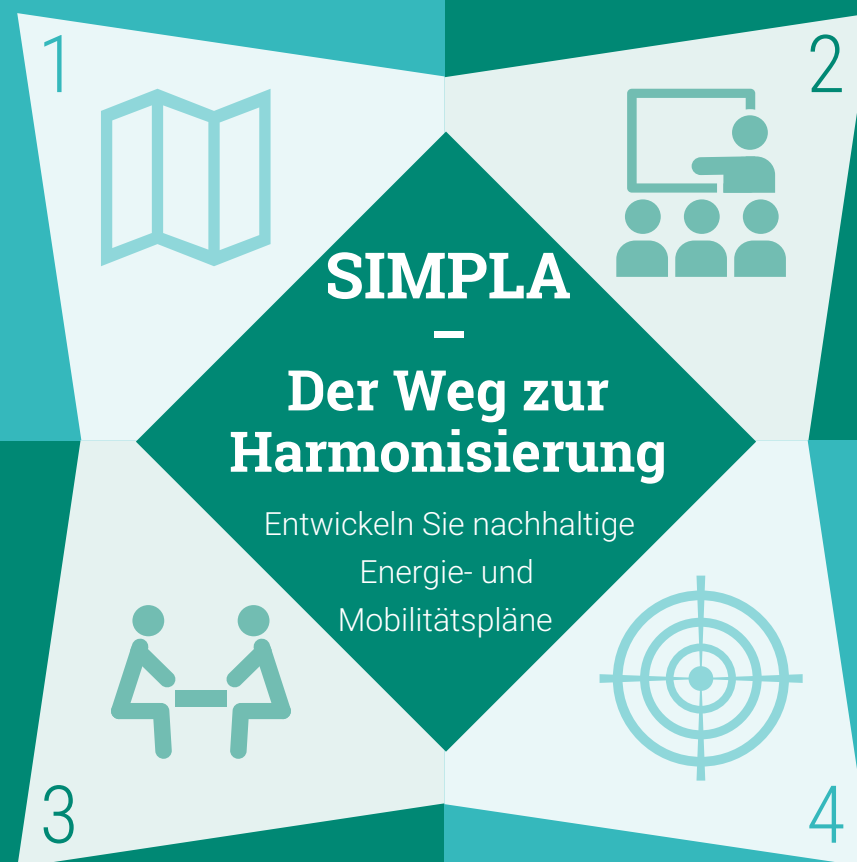 1
2
SIMPLA
–
Der Weg zur
Harmonisierung
Entwickeln Sie nachhaltige
Energie- und
Mobilitätspläne
3
4